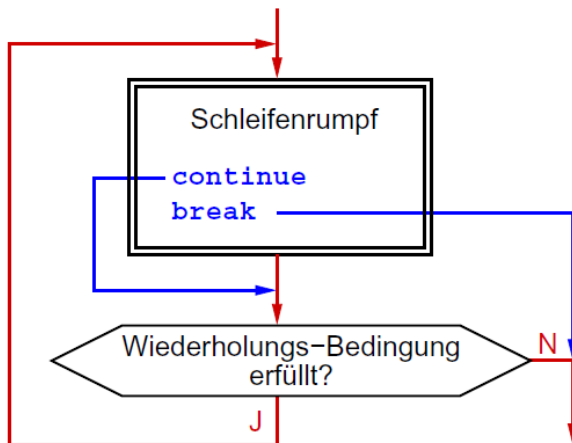 Schleifenrumpf
continue
break
Wiederholungs-Bedingung
erfüllt?
N
J